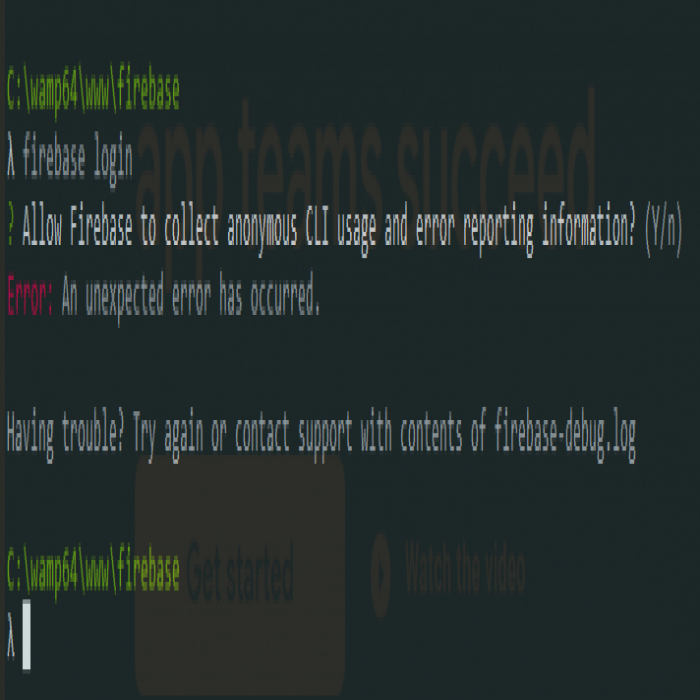 C:\wamp64\www\firebase
app teams succeed
λ firebase login
? Allow Firebase to collect anonymous CLI usage and error reporting information? (Y/n)
Error: An unexpected error has occurred.
Having trouble? Try again or contact support with contents of firebase-debug.log
C:\wamp64\www\firebase
Get started
Watch the video
λ